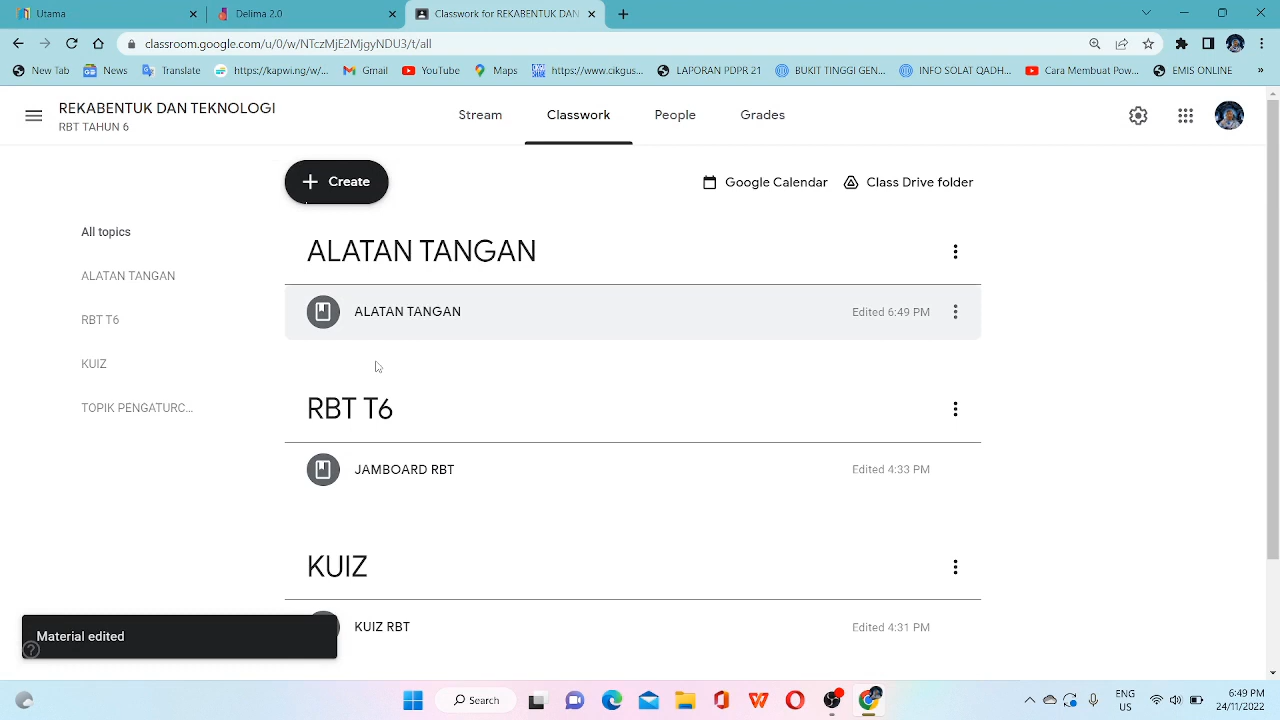 Utama
Delima 2.0
Classwork for REKABENTUK DAN
classroom.google.com/u/0/w/NTczMjE2MjgyNDU3/t/all
New Tab
News
Translate
https://kapar.org/w/...
Gmail
YouTube
Maps
https://www.cikgus...
LAPORAN PDPR 21
BUKIT TINGGI GEN...
INFO SOLAT QADH...
Cara Membuat Pow...
EMIS ONLINE
»
REKABENTUK DAN TEKNOLOGI
RBT TAHUN 6
Stream
Classwork
People
Grades
+ Create
Google Calendar
Class Drive folder
All topics
ALATAN TANGAN
RBT T6
KUIZ
TOPIK PENGATURC...
ALATAN TANGAN
ALATAN TANGAN
Edited 6:49 PM
RBT T6
JAMBOARD RBT
Edited 4:33 PM
KUIZ
KUIZ RBT
Edited 4:31 PM
Material edited
?
Search
ENG
US
6:49 PM
24/11/2022